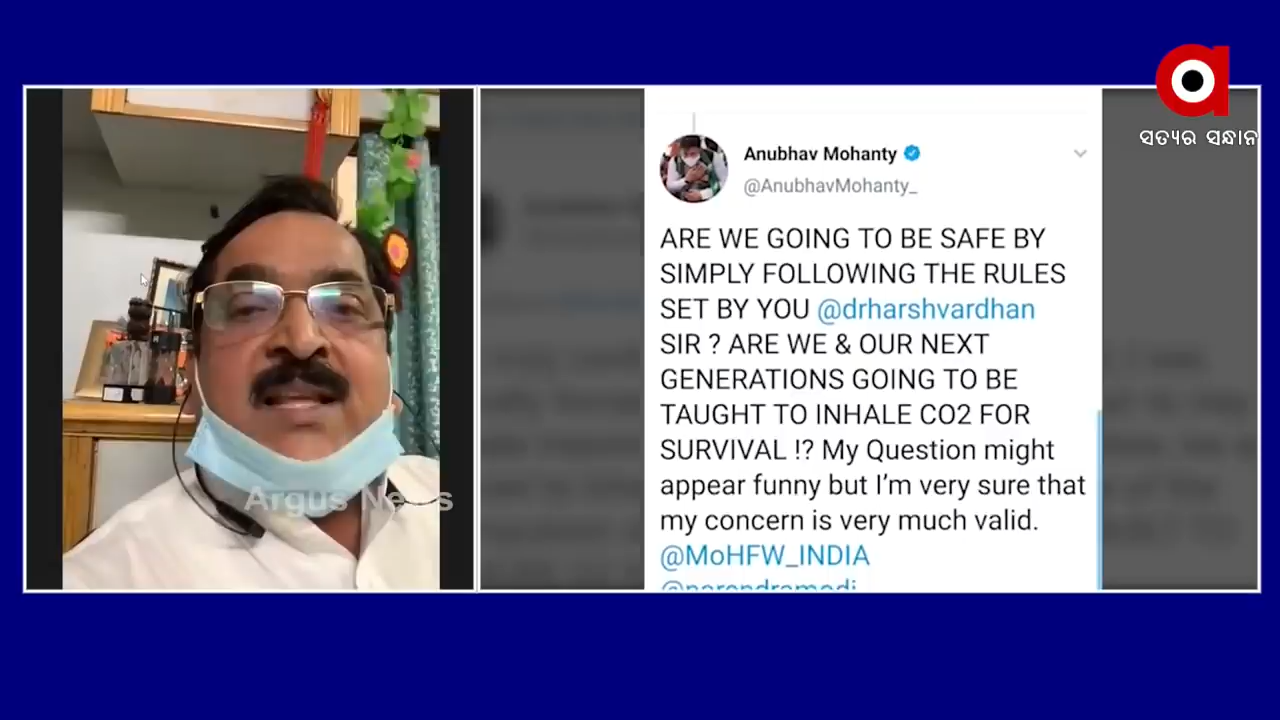 ସତ୍ୟର ସନ୍ଧାନ
Argus News
Anubhav Mohanty
@AnubhavMohanty_
ARE WE GOING TO BE SAFE BY
SIMPLY FOLLOWING THE RULES
SET BY YOU @drharshvardhan
SIR ? ARE WE & OUR NEXT
GENERATIONS GOING TO BE
TAUGHT TO INHALE CO2 FOR
SURVIVAL !? My Question might
appear funny but I’m very sure that
my concern is very much valid.
@MoHFW_INDIA
@narendramodi